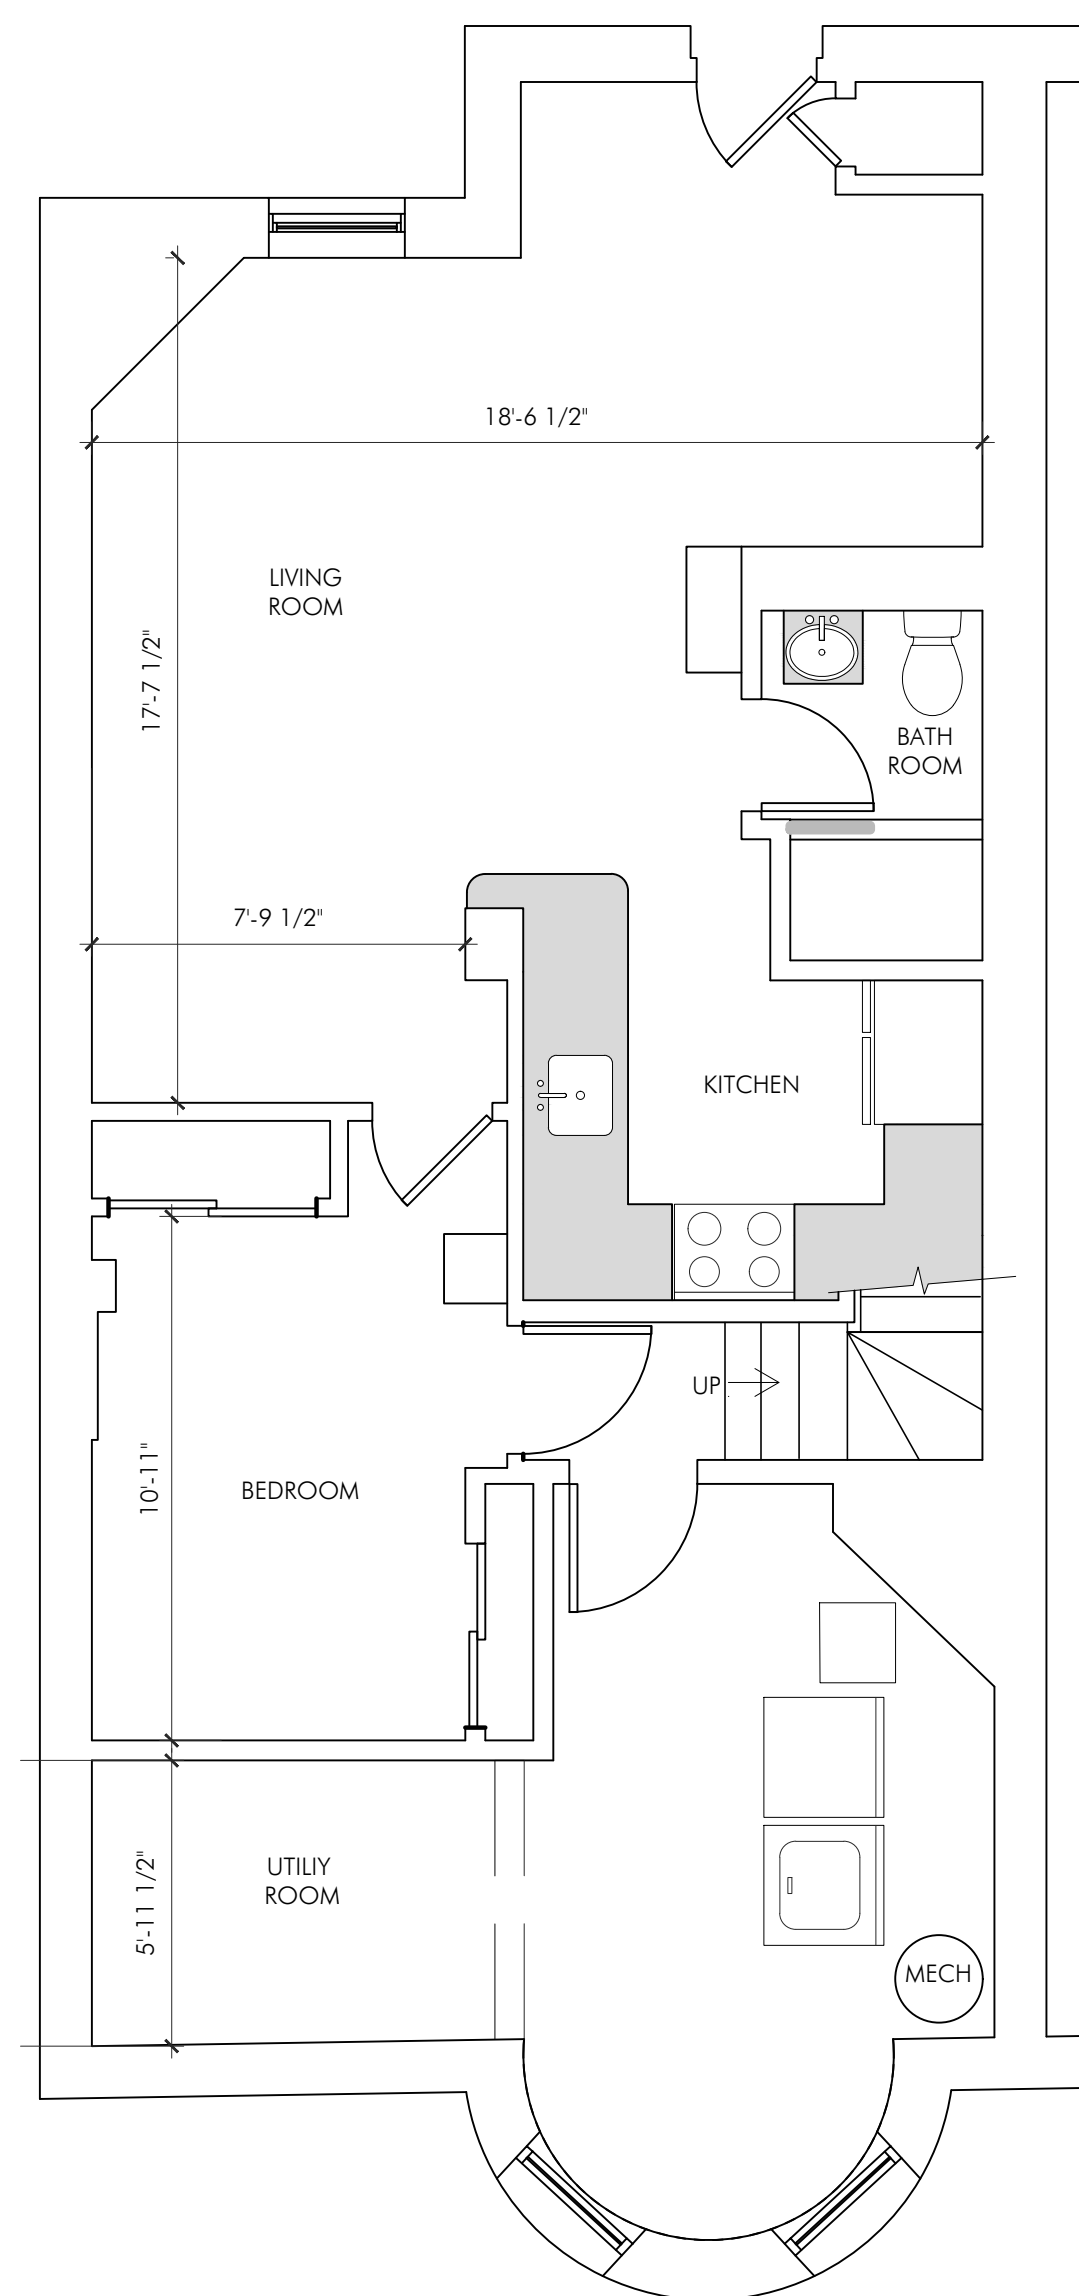 18'-6 1/2"
LIVING
ROOM
17'-7 1/2"
BATH
ROOM
7'-9 1/2"
KITCHEN
UP
10'-11"
BEDROOM
UTILIY
ROOM
5'-11 1/2"
MECH